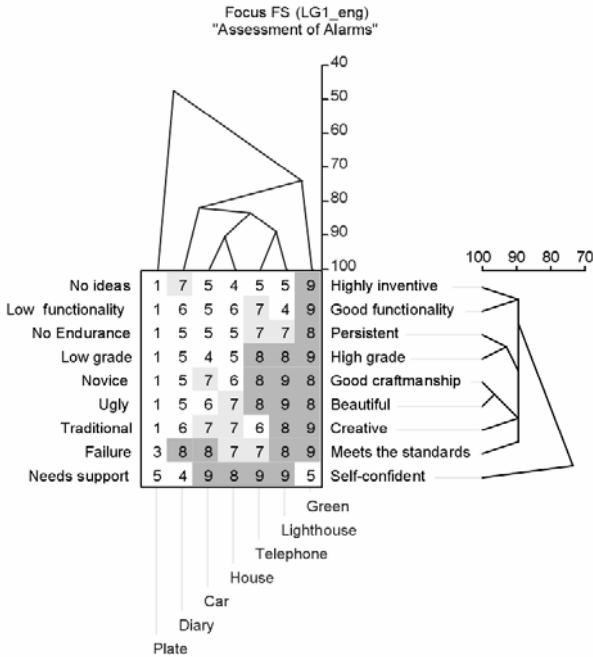 Focus FS (LG1_eng)
"Assessment of Alarms"
40
50
60
70
80
90
100
100 90 80 70
No ideas 1 7 5 4 5 5 9 Highly inventive
Low functionality 1 6 5 6 7 4 9 Good functionality
No Endurance 1 5 5 5 7 7 8 Persistent
Low grade 1 5 4 5 8 8 9 High grade
Novice 1 5 7 6 8 9 8 Good craftmanship
Ugly 1 5 6 7 8 9 8 Beautiful
Traditional 1 6 7 7 6 8 9 Creative
Failure 3 8 8 7 7 8 9 Meets the standards
Needs support 5 4 9 8 9 9 5 Self-confident
Green
Lighthouse
Telephone
House
Car
Diary
Plate